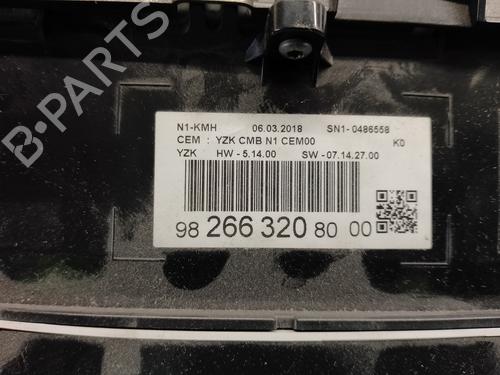 N1-KMH 06.03.2018 SN1-0486558
CEM : YZK CMB N1 CEM00 K0
YZK HW - 5.14.00 SW - 07.14.27.00
98 266 320 80 00
B-PARTS